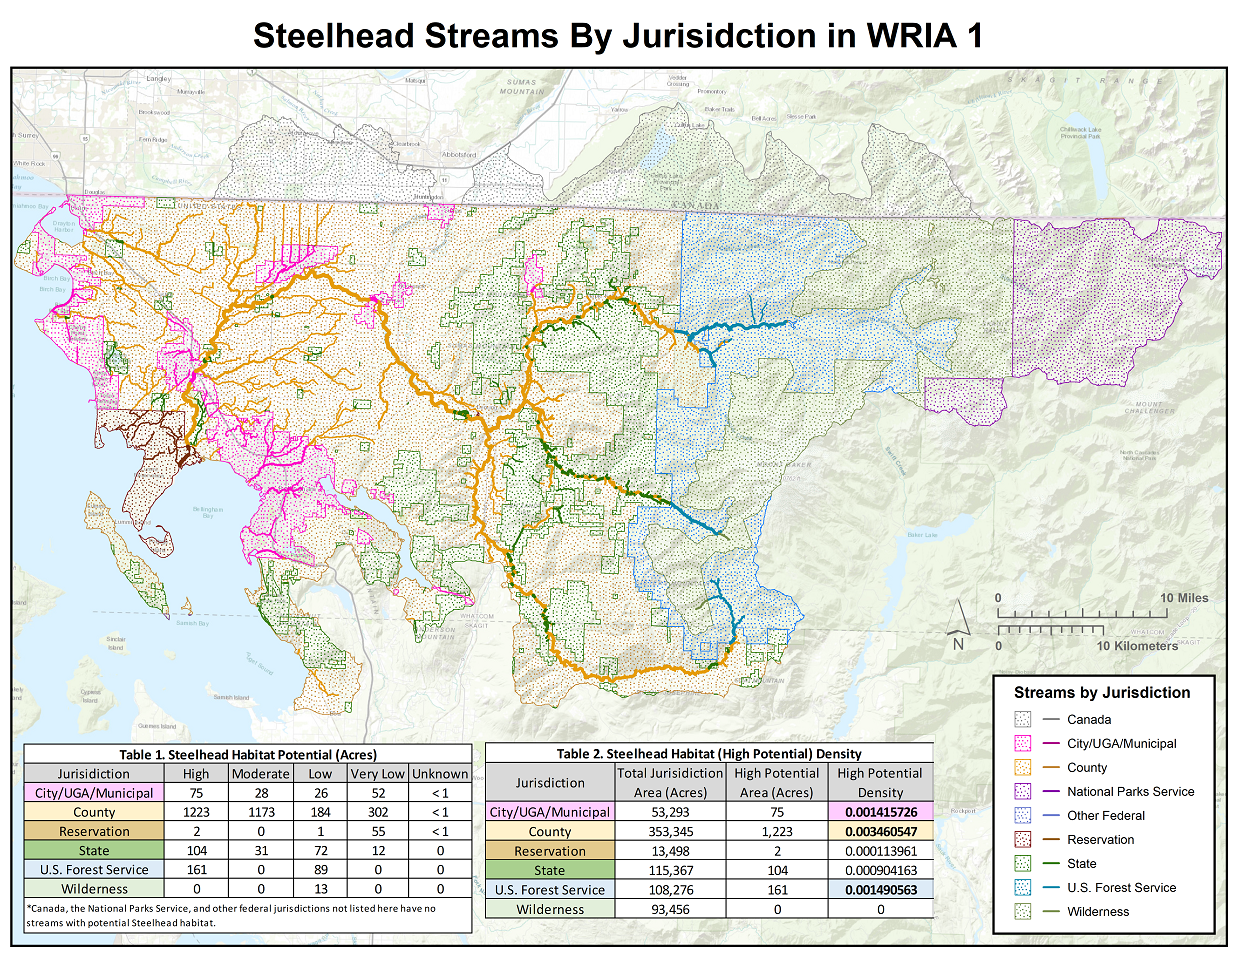 Steelhead Streams By Jurisidction in WRIA 1
Langley
Matsqui
Murrayville
Brookswood
Fern Ridge
Surrey
White Rock
Clearbrook
Abbotsford
Huntingdon
Douglas
SUMAS
MOUNTAIN
Vedder
Crossing
Promontory
Yarrow
Baker Trails
Bell Acres
Slesse Park
SKAGIT RANGE
Chilliwack Lake
Provincial Park
UNITED STATES
CANADA
Drayton
Harbor
Birch Bay
MOUNT
CHALLENGER
North Cascades
National Park
MOUNT BAKER
Baker Lake
Bellingham
Bay
Samish Bay
Sinclair
Island
Cypress
Island
Guemes Island
Samish Island
WHATCOM
SKAGIT
ANDERSON
MOUNTAIN
WHATCOM
SKAGIT
Rockport
0 10 Miles
0 10 Kilometers
N
Streams by Jurisdiction
Canada
City/UGA/Municipal
County
National Parks Service
Other Federal
Reservation
State
U.S. Forest Service
Wilderness
Table 1. Steelhead Habitat Potential (Acres)
Jurisidiction High Moderate Low Very Low Unknown
City/UGA/Municipal 75 28 26 52 < 1
County 1223 1173 184 302 < 1
Reservation 2 0 1 55 < 1
State 104 31 72 12 0
U.S. Forest Service 161 0 89 0 0
Wilderness 0 0 13 0 0
*Canada, the National Parks Service, and other federal jurisdictions not listed here have no
streams with potential Steelhead habitat.
Table 2. Steelhead Habitat (High Potential) Density
Jurisidiction Total Jurisidiction Area (Acres) High Potential Area (Acres) High Potential Density
City/UGA/Municipal 53,293 75 0.001415726
County 353,345 1,223 0.003460547
Reservation 13,498 2 0.000113961
State 115,367 104 0.000904163
U.S. Forest Service 108,276 161 0.001490563
Wilderness 93,456 0 0